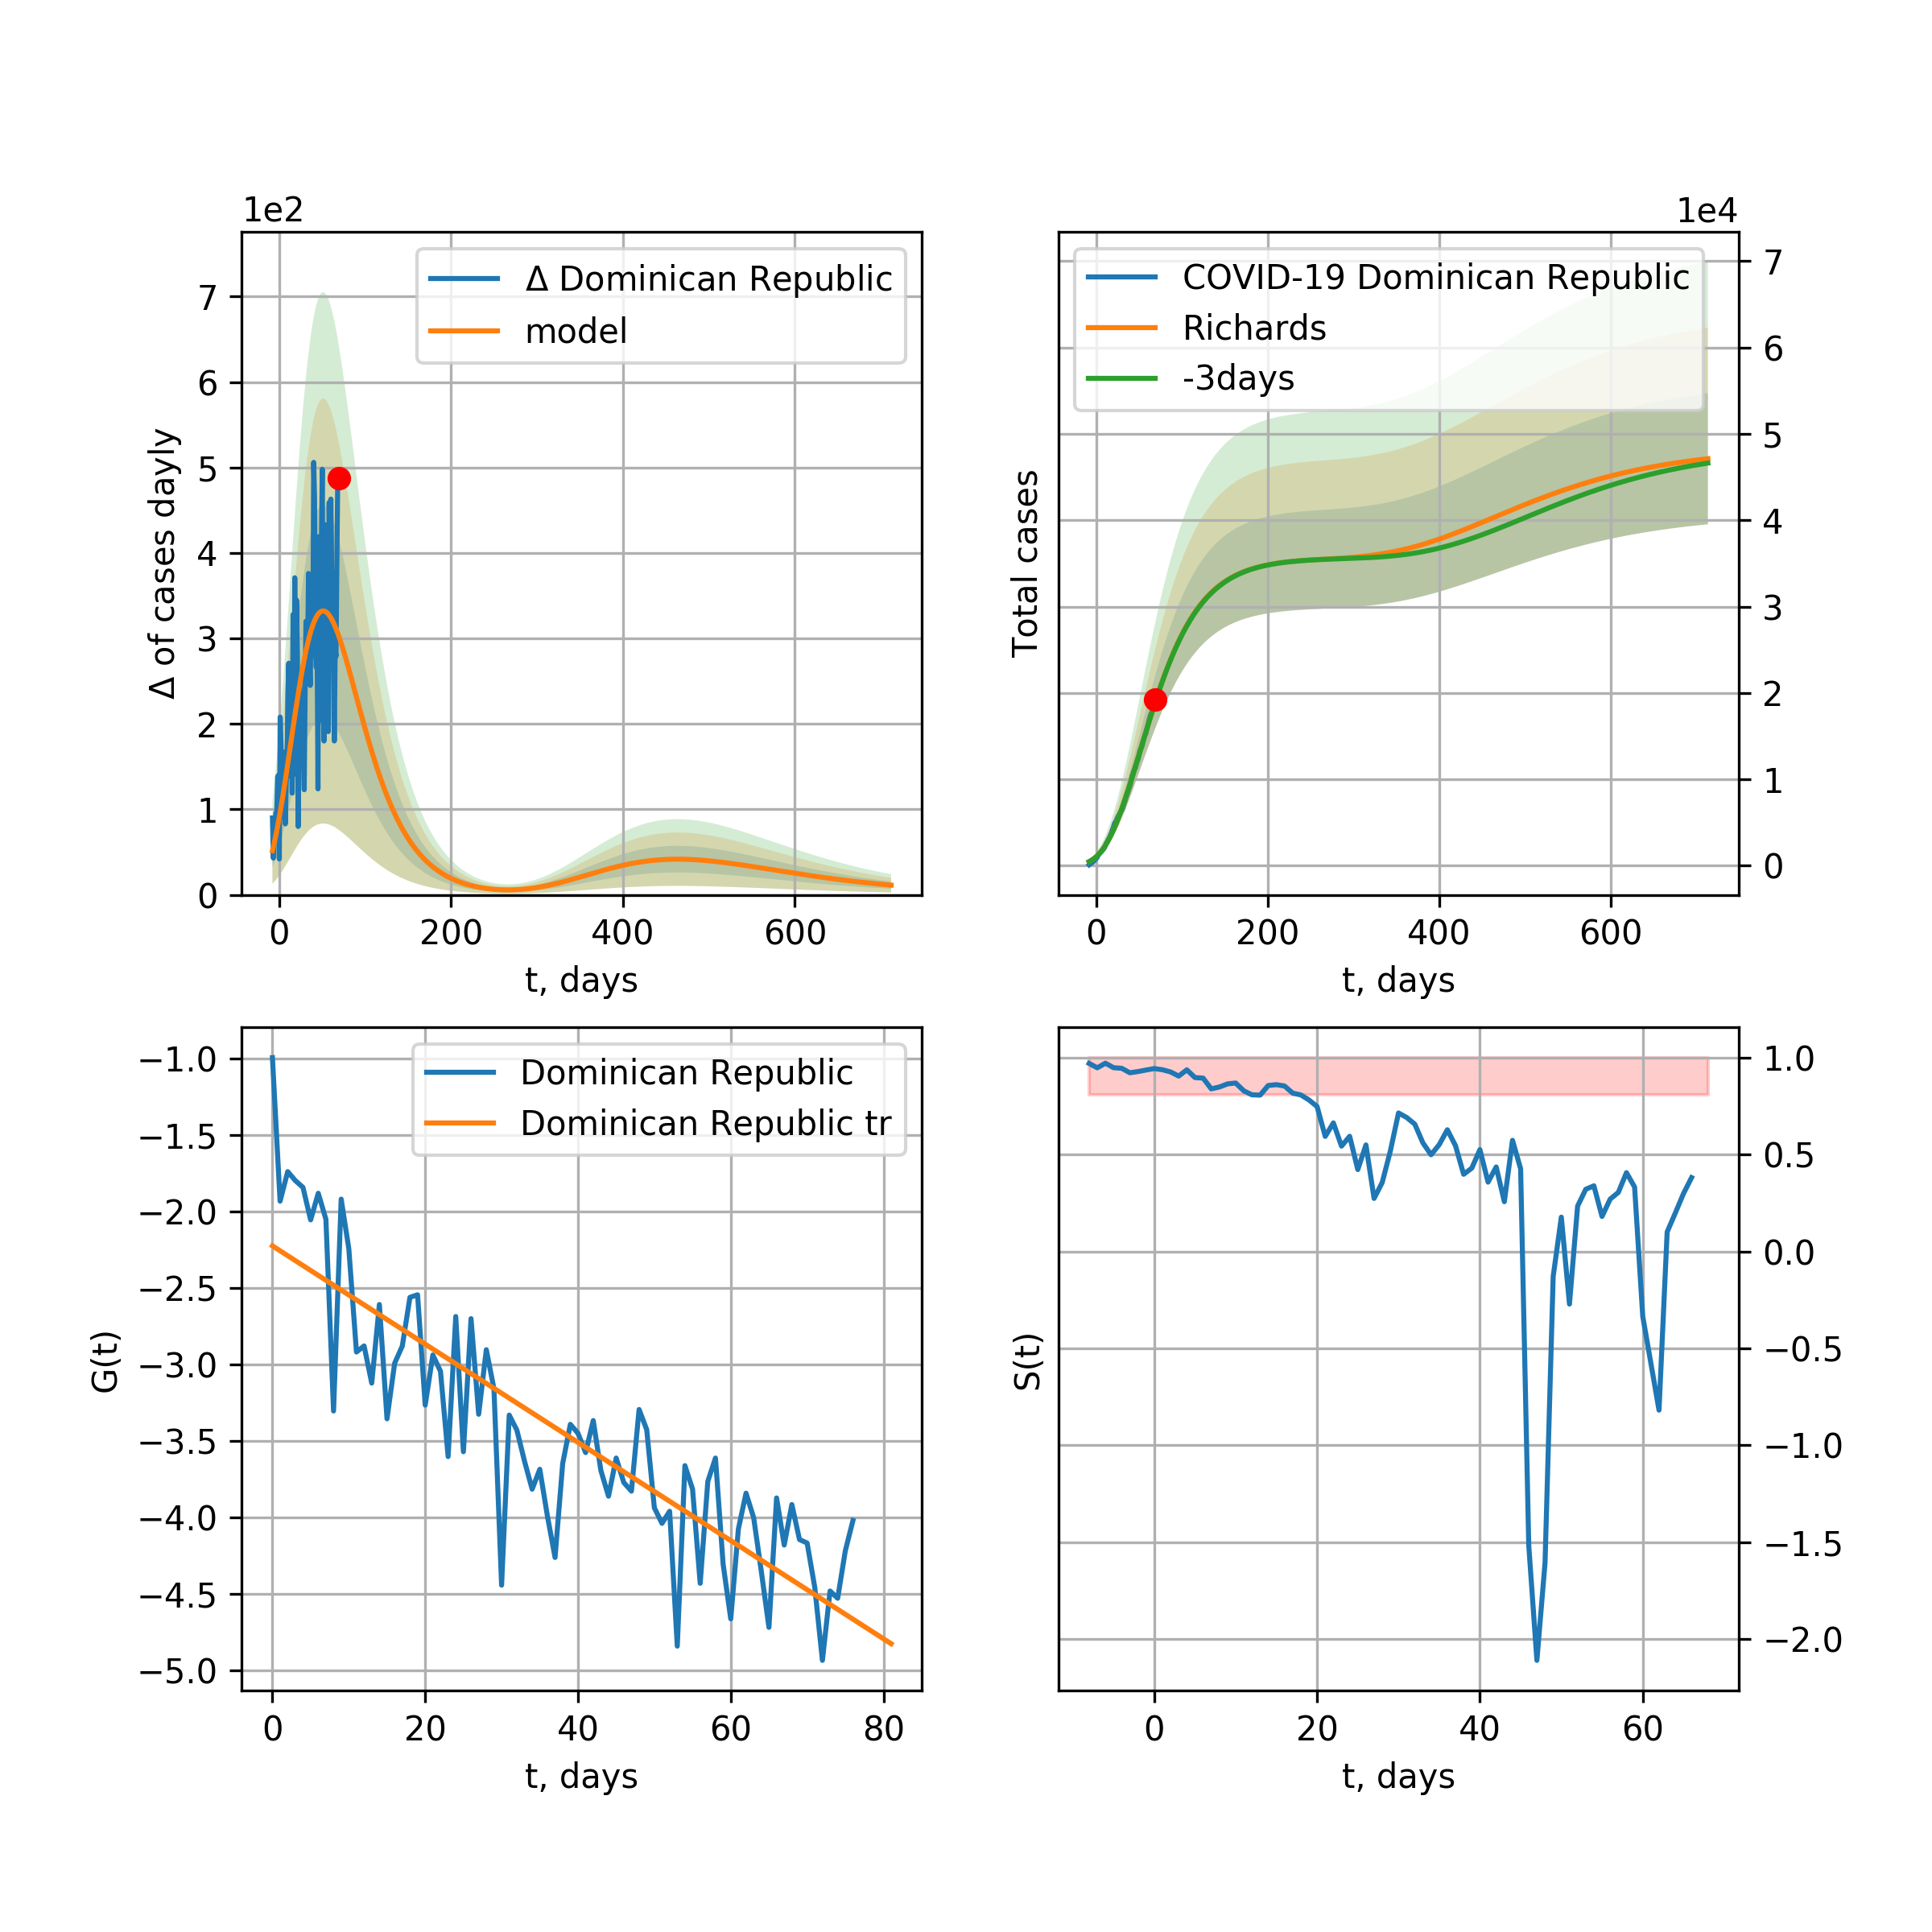 1e2
Δ Dominican Republic
model
7
6
5
4
3
2
1
0
Δ of cases dayly
0 200 400 600
t, days
1e4
COVID-19 Dominican Republic
Richards
-3days
7
6
5
4
3
2
1
0
Total cases
0 200 400 600
t, days
Dominican Republic
Dominican Republic tr
−1.0
−1.5
−2.0
−2.5
−3.0
−3.5
−4.0
−4.5
−5.0
G(t)
0 20 40 60 80
t, days
1.0
0.5
0.0
−0.5
−1.0
−1.5
−2.0
S(t)
0 20 40 60
t, days